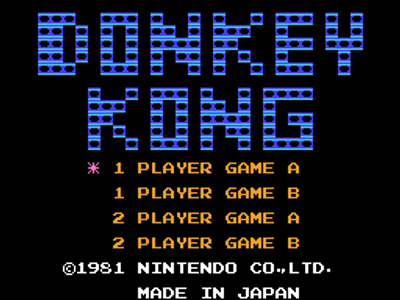 DONKEY
KONG
* 1 PLAYER GAME A
1 PLAYER GAME B
2 PLAYER GAME A
2 PLAYER GAME B
©1981 NINTENDO CO.,LTD.
MADE IN JAPAN